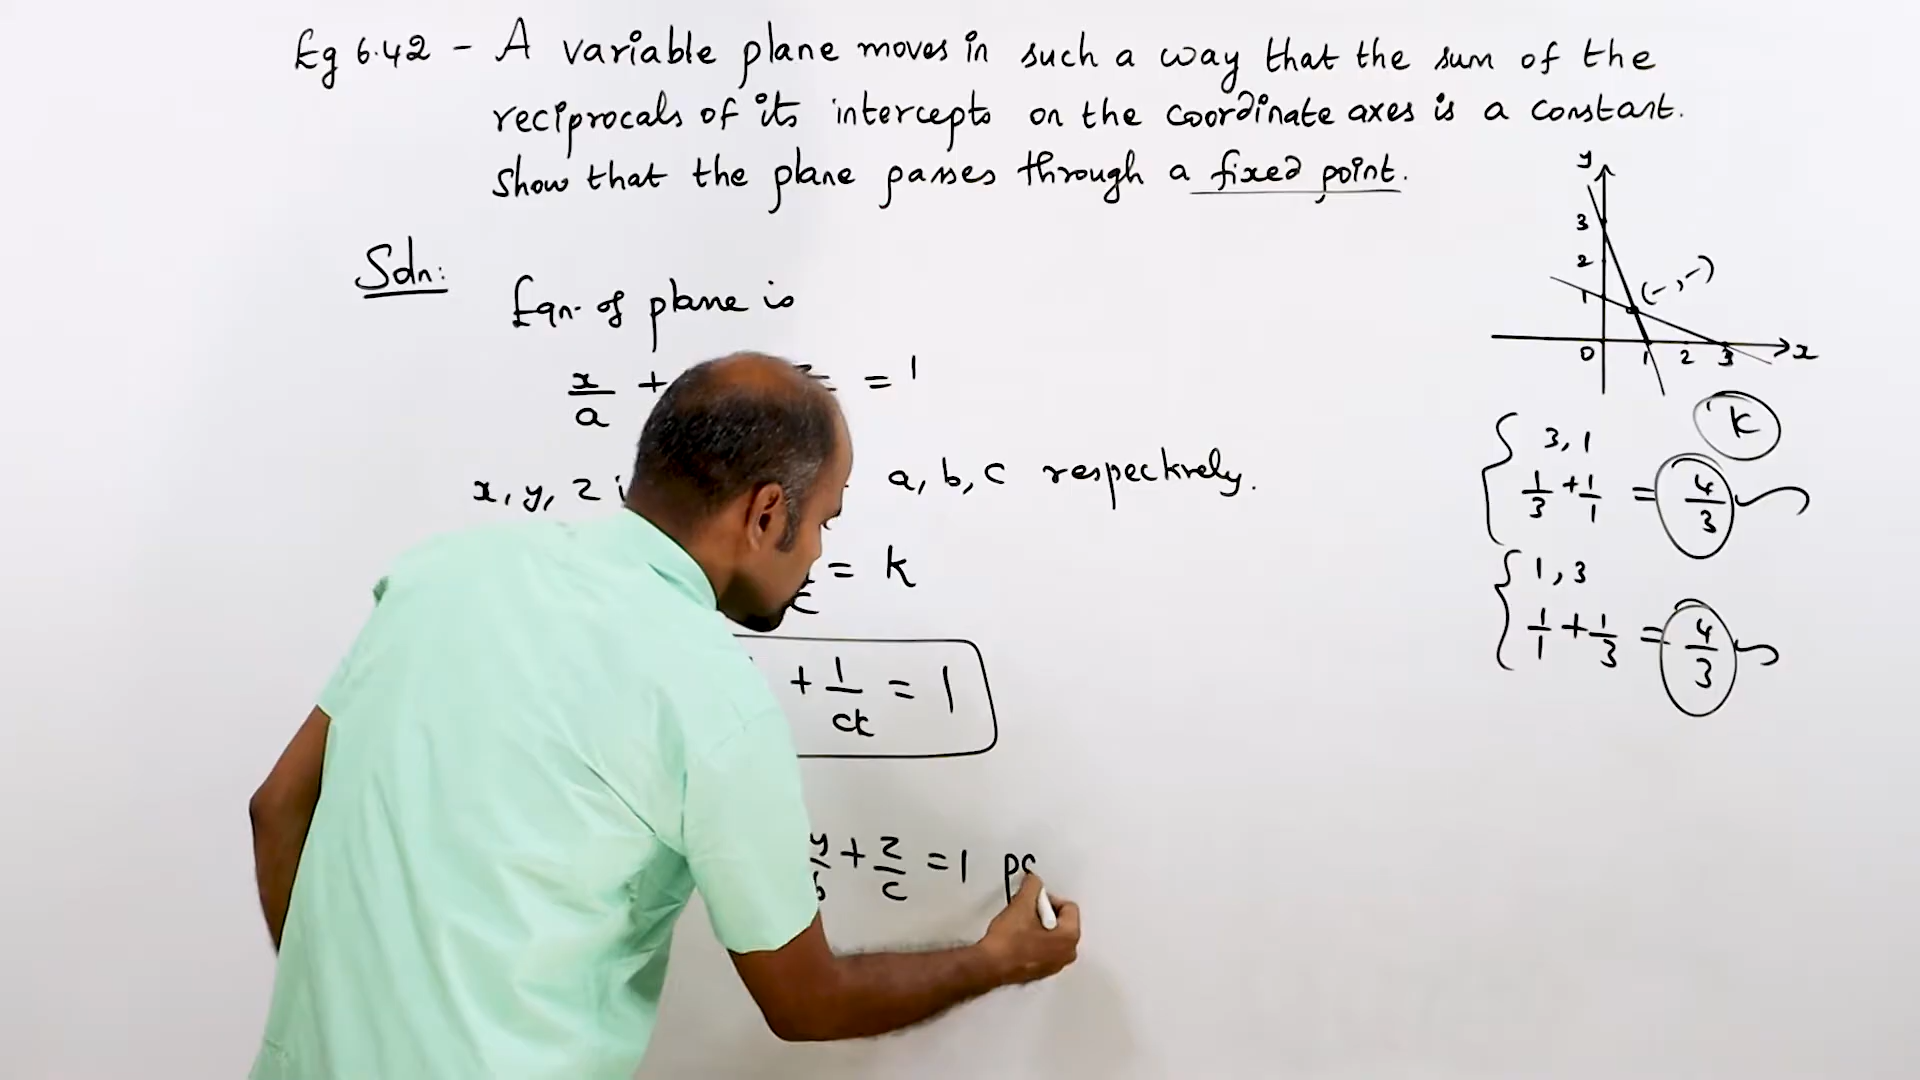 Eg 6.42 - A variable plane moves in such a way that the sum of the
reciprocals of its intercepts on the coordinate axes is a constant.
Show that the plane passes through a fixed point.
Soln:
Eqn. of plane is
x/a + = 1
x, y, z a, b, c respectively.
c = k
+ 1/ck = 1
y/b + z/c = 1 pa
y
3
2
1
(-, -)
0 1 2 3 x
k
3, 1
1/3 + 1/1 = 4/3
1, 3
1/1 + 1/3 = 4/3